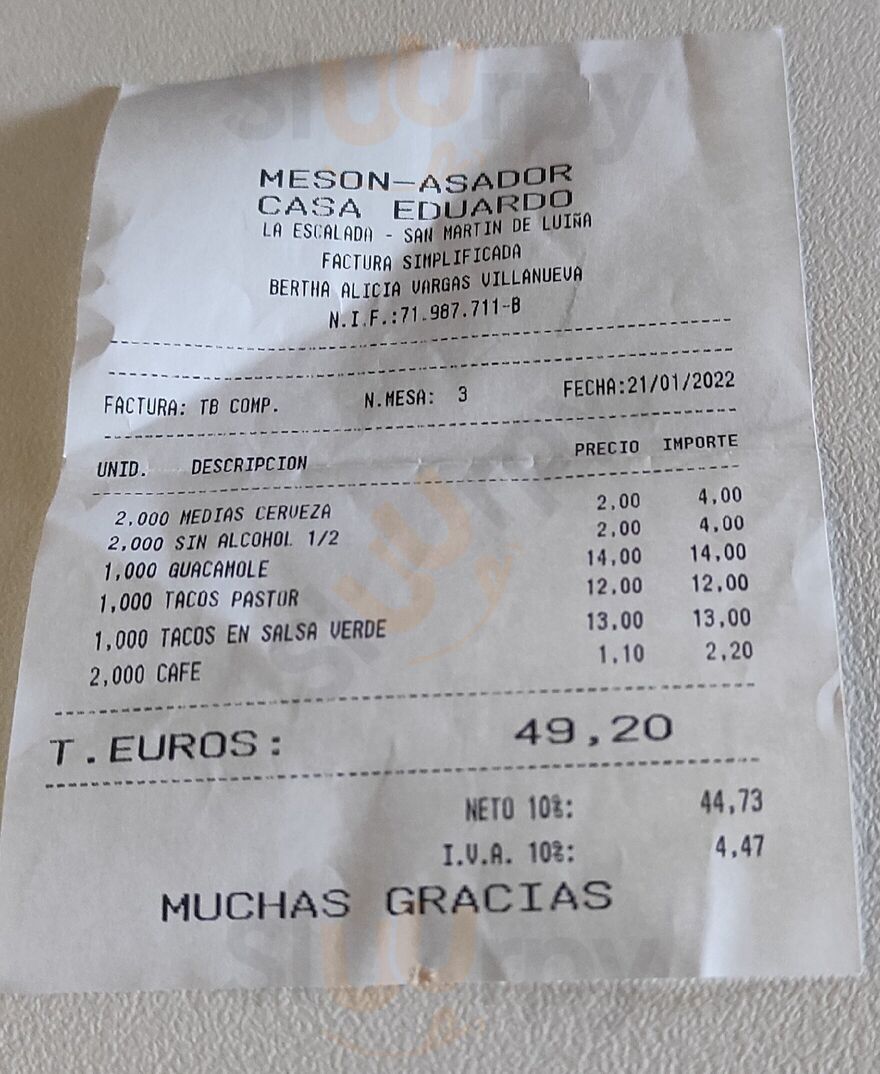 sluurpy
MESON-ASADOR
CASA EDUARDO
LA ESCALADA - SAN MARTIN DE LUIÑA
FACTURA SIMPLIFICADA
BERTHA ALICIA VARGAS VILLANUEVA
N.I.F.:71.987.711-B
FACTURA: TB COMP. N.MESA: 3 FECHA:21/01/2022
UNID. DESCRIPCION PRECIO IMPORTE
2,000 MEDIAS CERVEZA 2,00 4,00
2,000 SIN ALCOHOL 1/2 2,00 4,00
1,000 GUACAMOLE 14,00 14,00
1,000 TACOS PASTOR 12,00 12,00
1,000 TACOS EN SALSA VERDE 13,00 13,00
2,000 CAFE 1,10 2,20
T.EUROS: 49,20
NETO 10%: 44,73
I.V.A. 10%: 4,47
MUCHAS GRACIAS
sluurpy